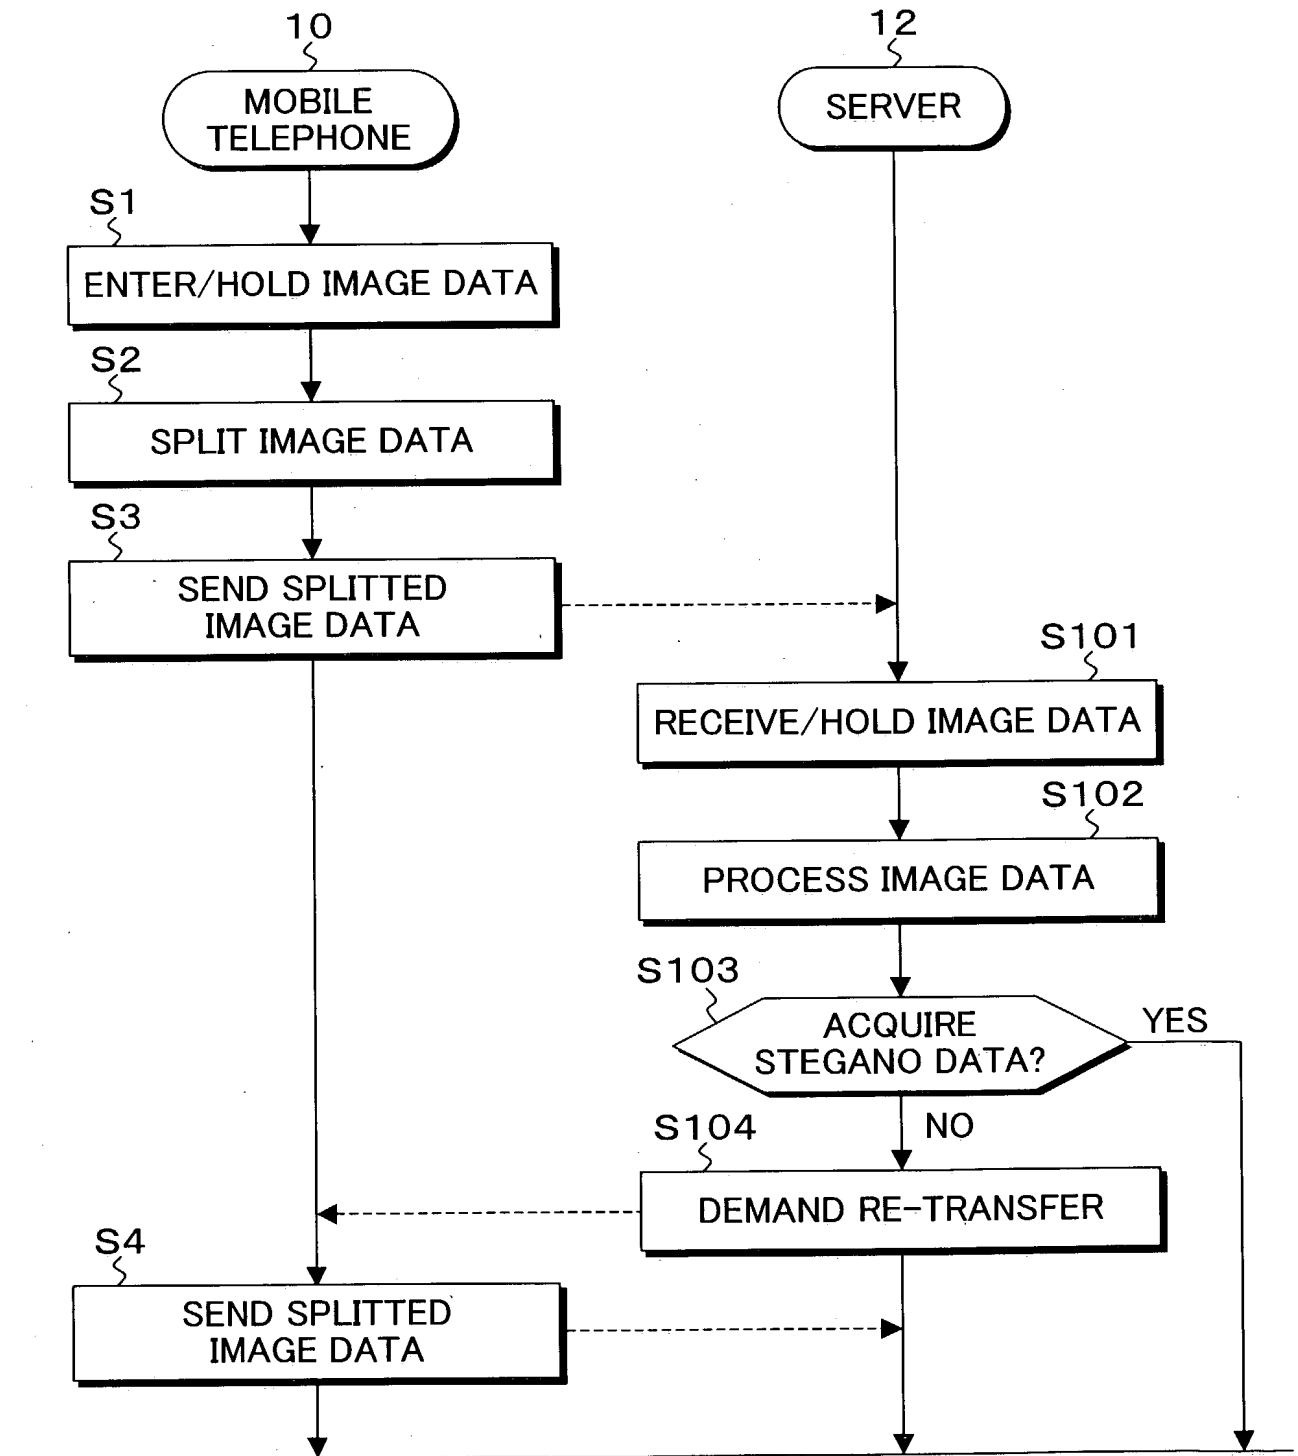 10
MOBILE
TELEPHONE
12
SERVER
S1
ENTER/HOLD IMAGE DATA
S2
SPLIT IMAGE DATA
S3
SEND SPLITTED
IMAGE DATA
S101
RECEIVE/HOLD IMAGE DATA
S102
PROCESS IMAGE DATA
S103
ACQUIRE
STEGANO DATA?
YES
NO
S104
DEMAND RE-TRANSFER
S4
SEND SPLITTED
IMAGE DATA